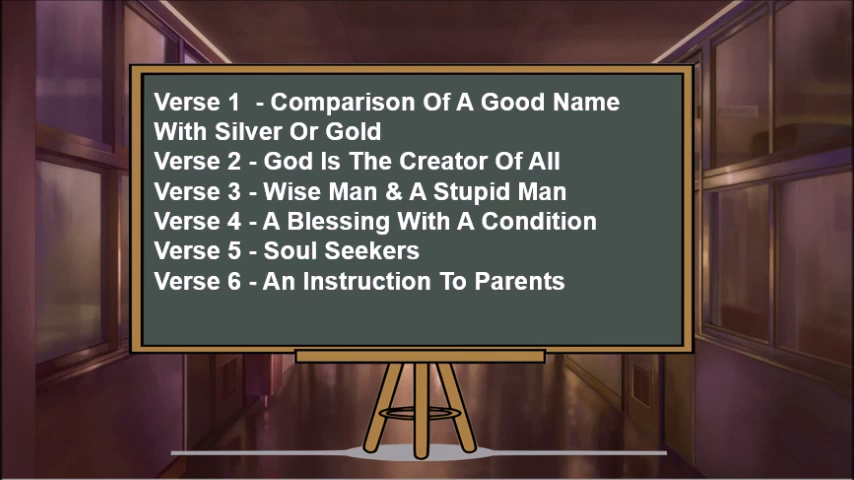 Verse 1  - Comparison Of A Good Name
With Silver Or Gold
Verse 2 - God Is The Creator Of All
Verse 3 - Wise Man & A Stupid Man
Verse 4 - A Blessing With A Condition
Verse 5 - Soul Seekers
Verse 6 - An Instruction To Parents